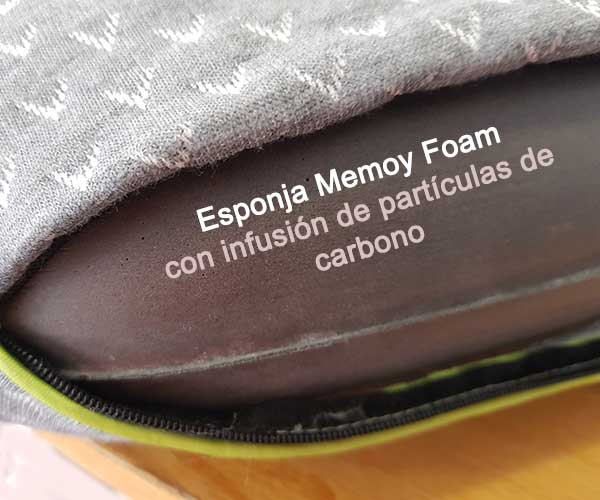 Esponja Memoy Foam
con infusión de partículas de
carbono